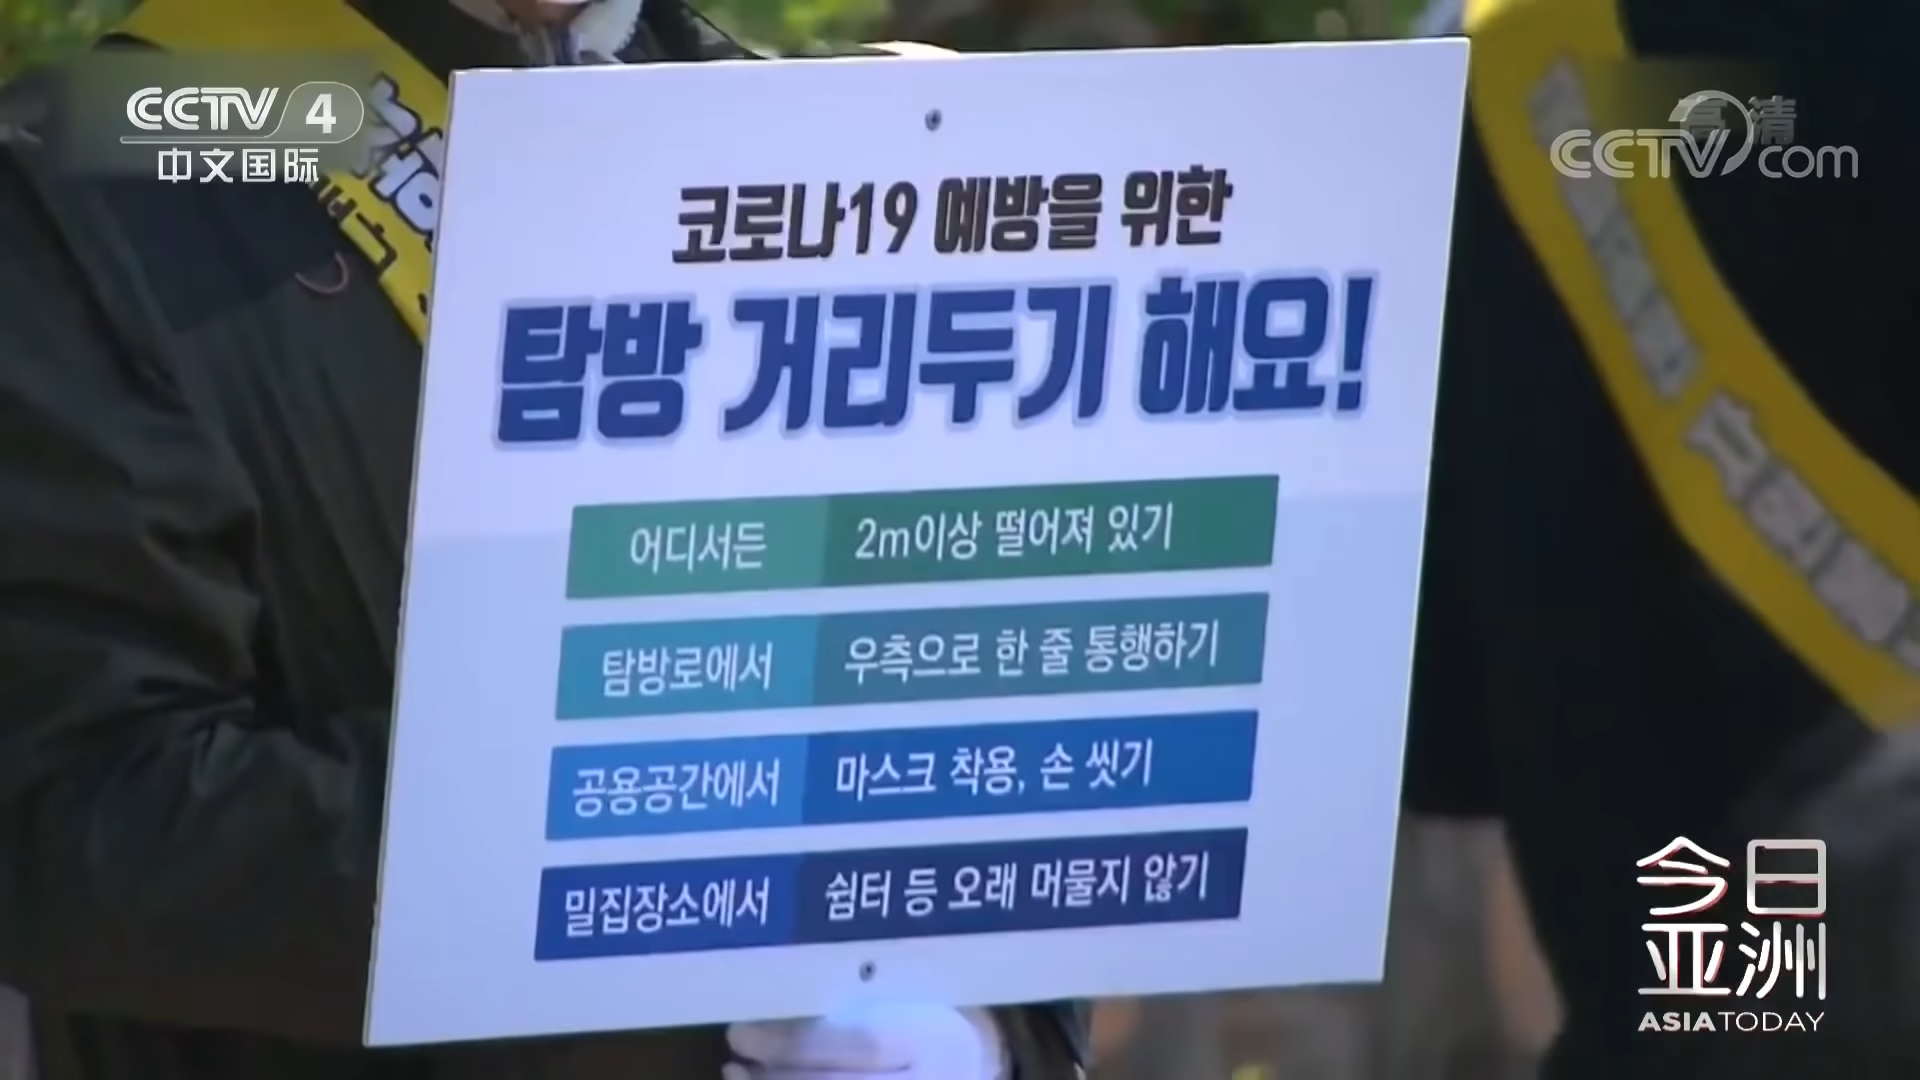 CCTV 4
中文国际
高清
CCTV com
코로나19 예방을 위한
탐방 거리두기 해요!
어디서든 2m이상 떨어져 있기
탐방로에서 우측으로 한 줄 통행하기
공용공간에서 마스크 착용, 손 씻기
밀집장소에서 쉼터 등 오래 머물지 않기
今日
亚洲
ASIA TODAY